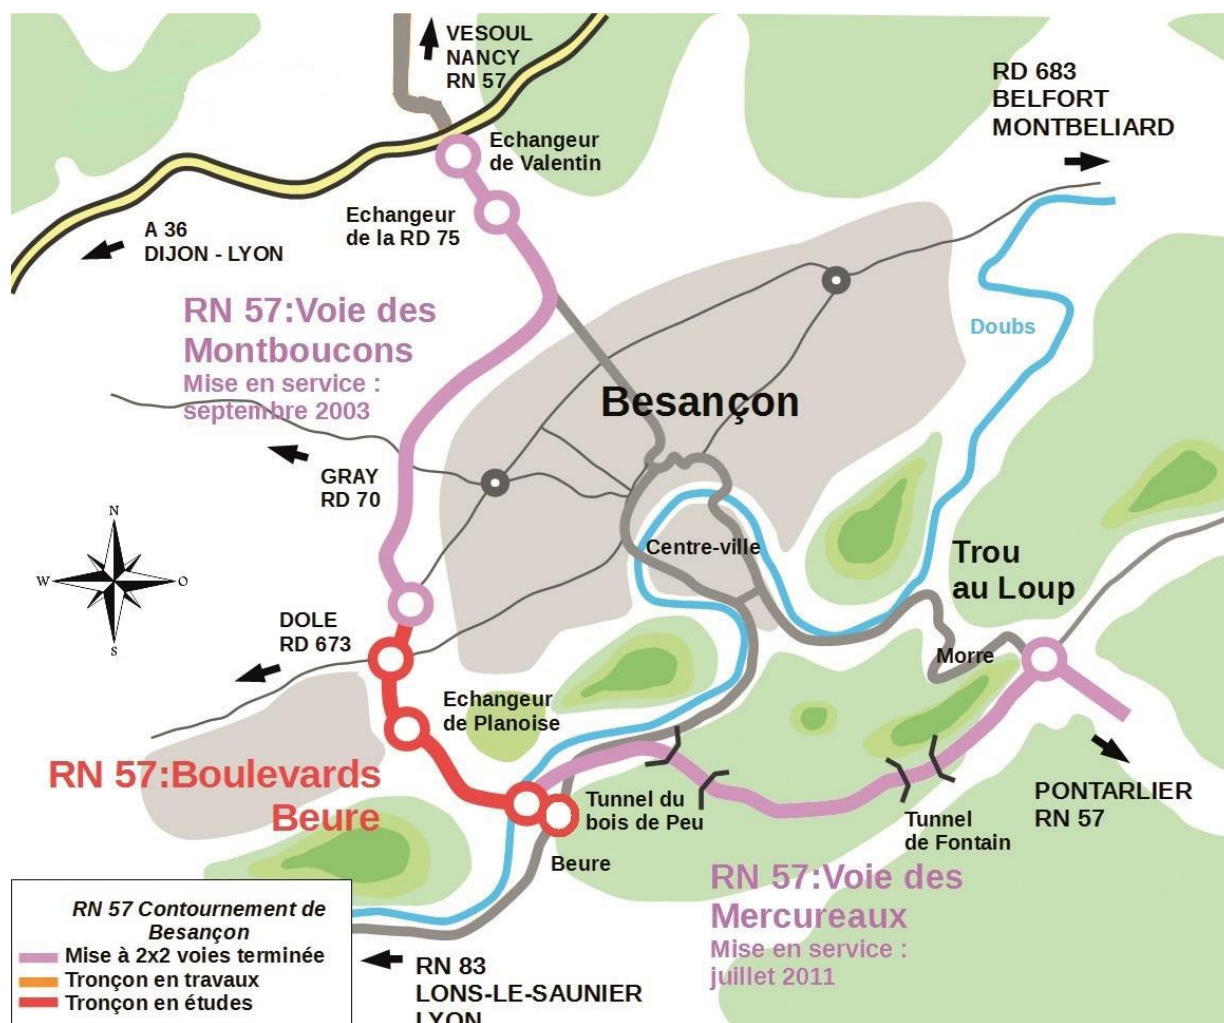 VESOUL
NANCY
RN 57
RD 683
BELFORT
MONTBELIARD
Echangeur
de Valentin
Echangeur
de la RD 75
A 36
DIJON - LYON
RN 57:Voie des
Montboucons
Mise en service :
septembre 2003
Doubs
Besançon
GRAY
RD 70
Centre-ville
Trou
au Loup
N
W
O
S
DOLE
RD 673
Morre
Echangeur
de Planoise
RN 57:Boulevards
Beure
Tunnel du
bois de Peu
Beure
PONTARLIER
RN 57
Tunnel
de Fontain
RN 57:Voie des
Mercureaux
Mise en service :
juillet 2011
RN 57 Contournement de
Besançon
Mise à 2x2 voies terminée
Tronçon en travaux
Tronçon en études
RN 83
LONS-LE-SAUNIER
LYON